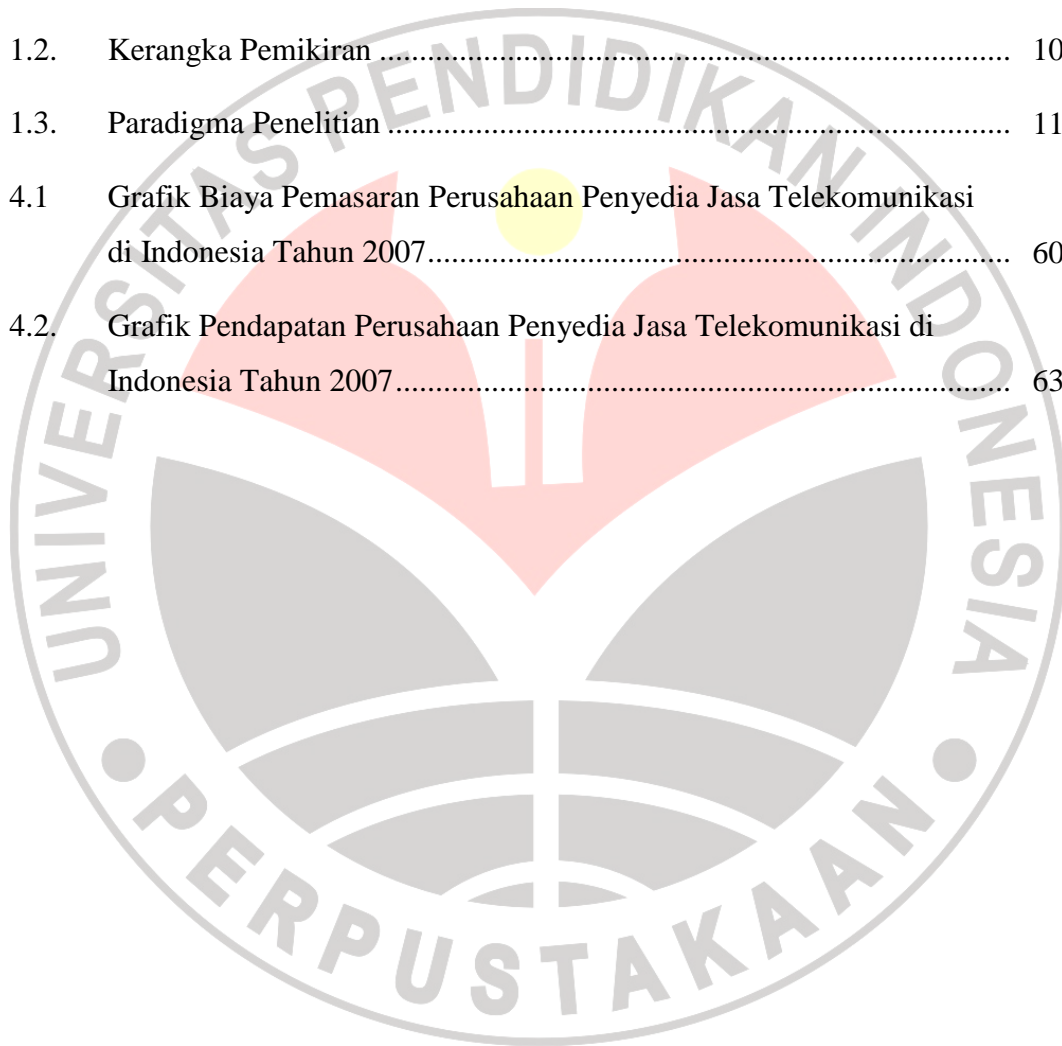 1.2. Kerangka Pemikiran ............................................................................... 10
1.3. Paradigma Penelitian .............................................................................. 11
4.1 Grafik Biaya Pemasaran Perusahaan Penyedia Jasa Telekomunikasi
di Indonesia Tahun 2007......................................................................... 60
4.2. Grafik Pendapatan Perusahaan Penyedia Jasa Telekomunikasi di
Indonesia Tahun 2007............................................................................. 63
UNIVERSITAS PENDIDIKAN INDONESIA
PERPUSTAKAAN